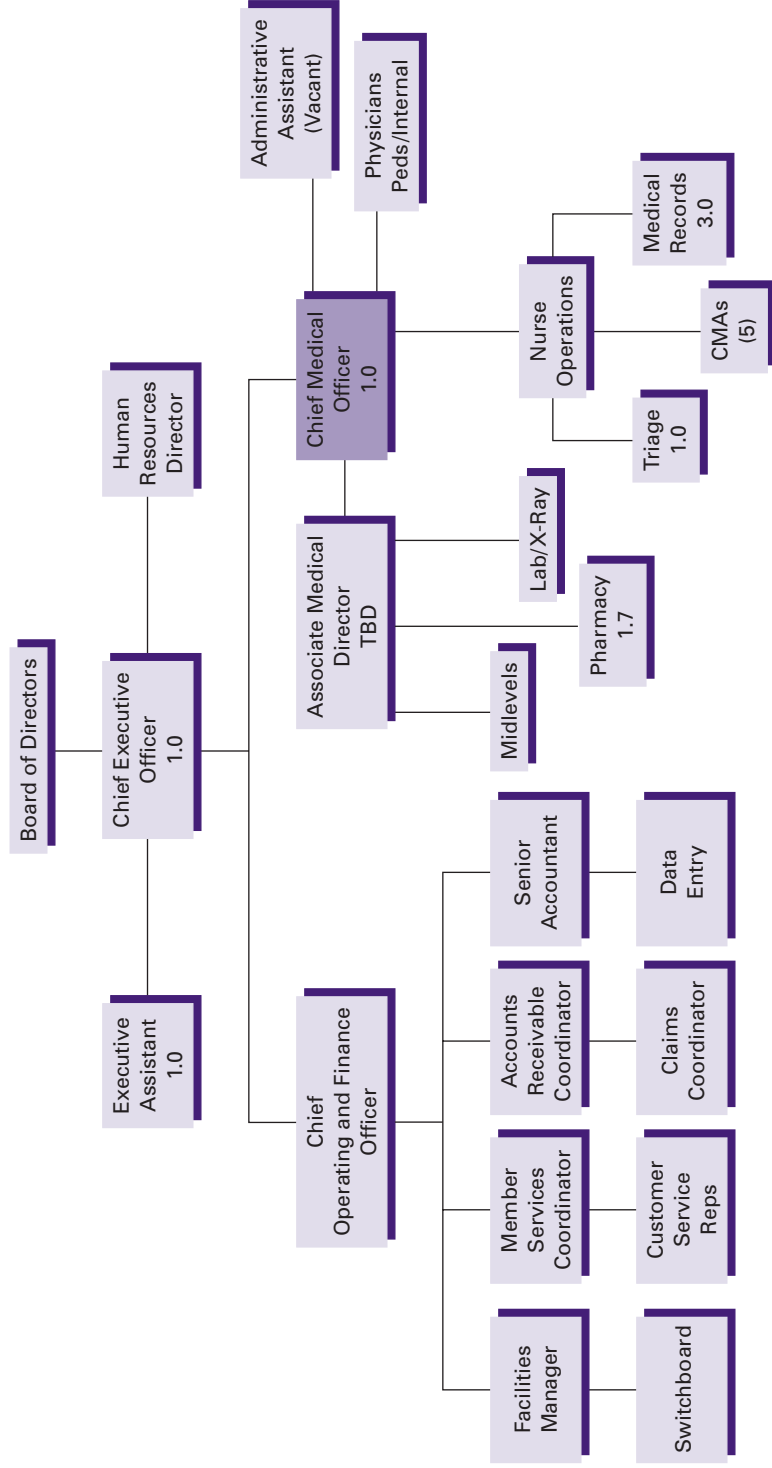 Board of Directors
Executive
Assistant
1.0
Chief Executive
Officer
1.0
Human
Resources
Director
Chief
Operating and Finance
Officer
Associate Medical
Director
TBD
Chief Medical
Officer
1.0
Administrative
Assistant
(Vacant)
Physicians
Peds/Internal
Facilities
Manager
Member
Services
Coordinator
Accounts
Receivable
Coordinator
Senior
Accountant
Midlevels
Pharmacy
1.7
Lab/X-Ray
Nurse
Operations
Switchboard
Customer
Service
Reps
Claims
Coordinator
Data
Entry
Triage
1.0
CMAs
(5)
Medical
Records
3.0